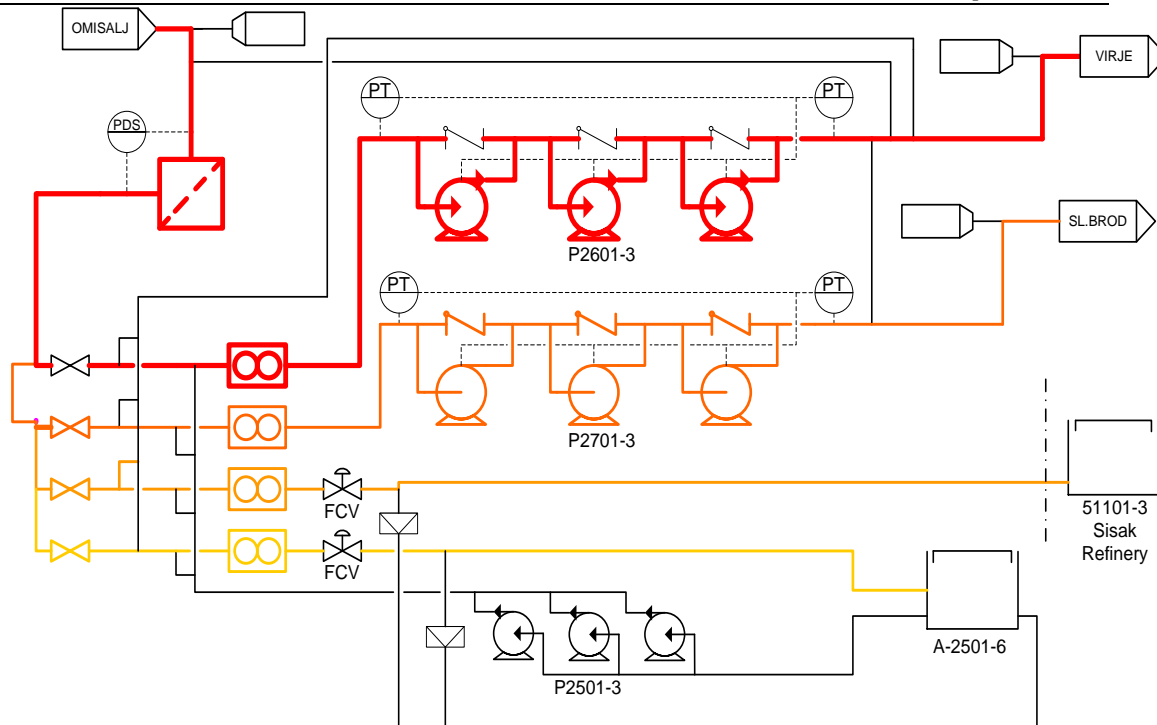 OMISALJ
VIRJE
PT
PT
PDS
SL.BROD
P2601-3
PT
PT
P2701-3
FCV
51101-3
Sisak
Refinery
FCV
A-2501-6
P2501-3